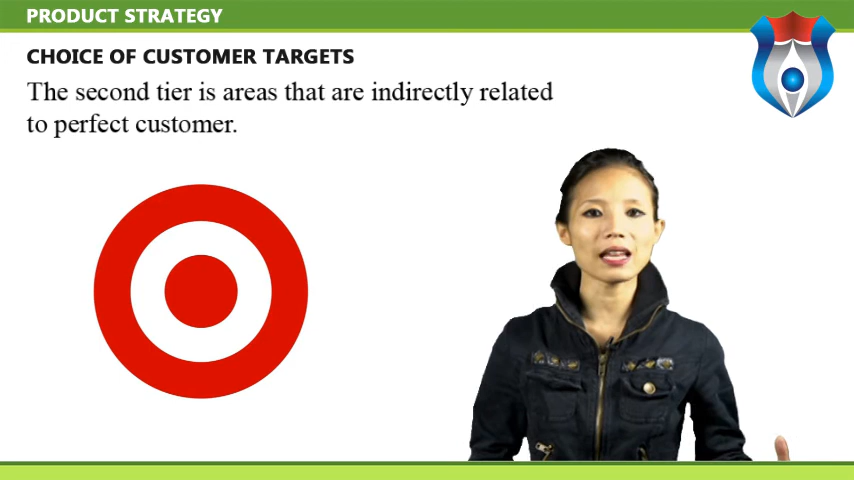 PRODUCT STRATEGY
CHOICE OF CUSTOMER TARGETS
The second tier is areas that are indirectly related
to perfect customer.